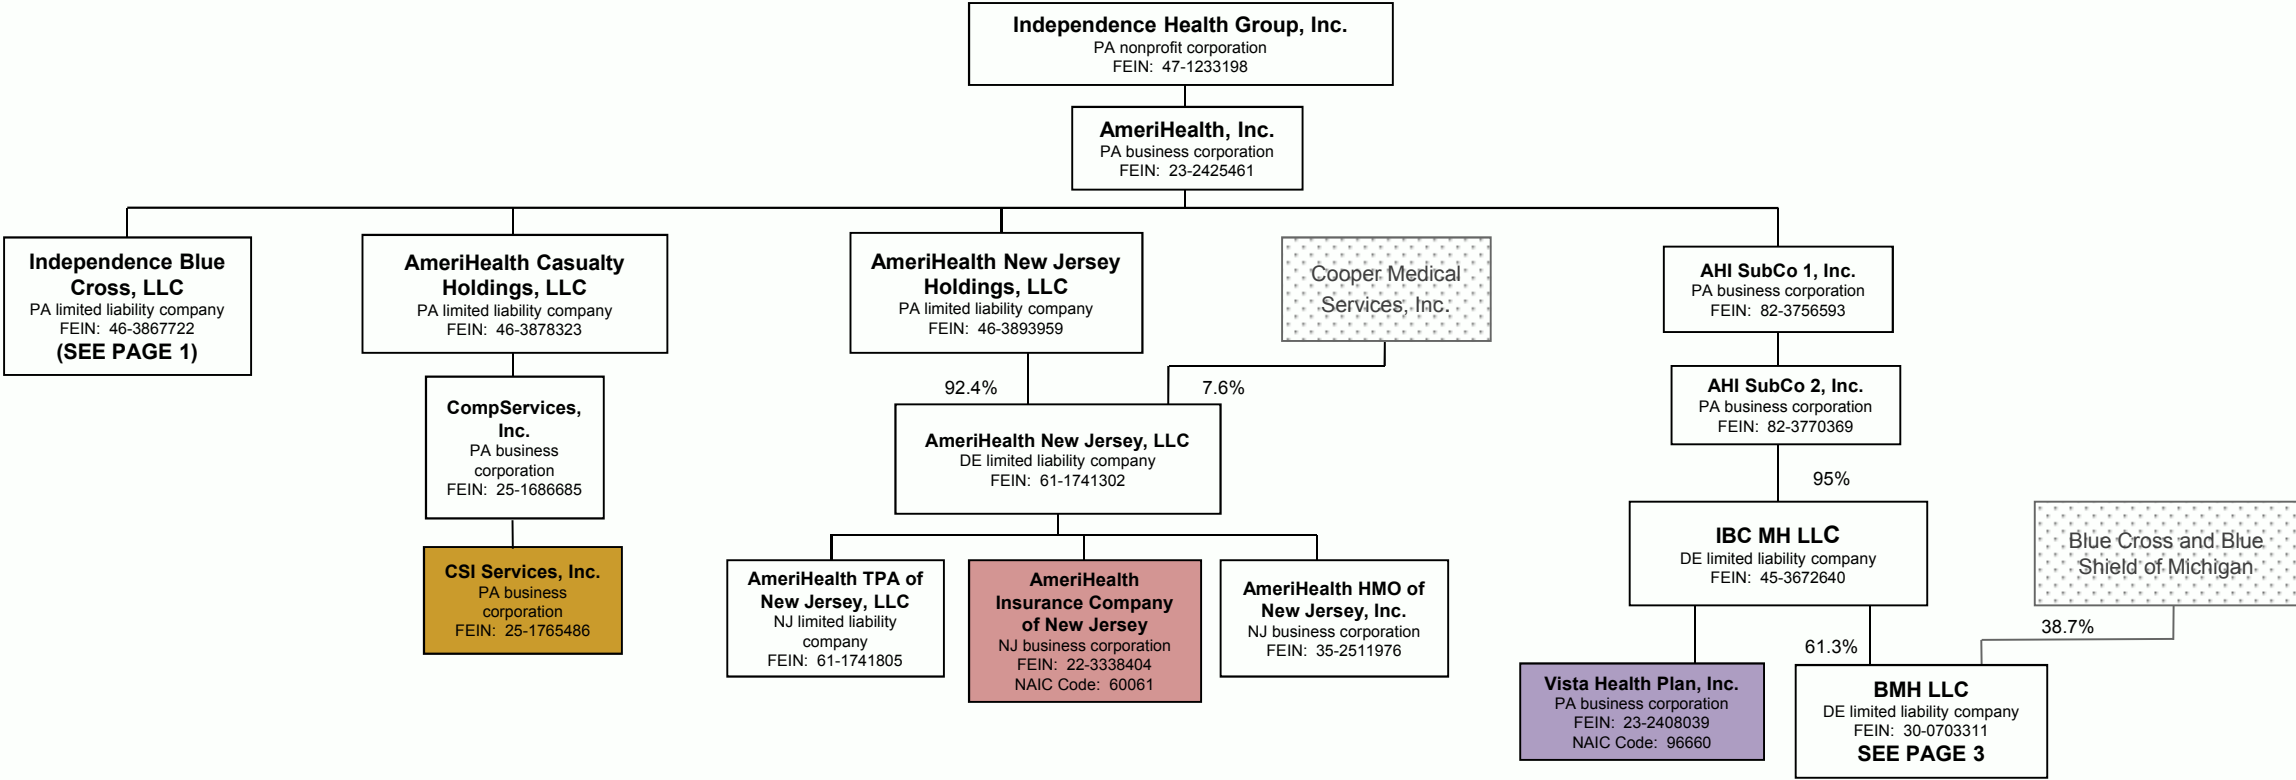 Independence Health Group, Inc.
PA nonprofit corporation
FEIN: 47-1233198
AmeriHealth, Inc.
PA business corporation
FEIN: 23-2425461
Independence Blue
Cross, LLC
PA limited liability company
FEIN: 46-3867722
(SEE PAGE 1)
AmeriHealth Casualty
Holdings, LLC
PA limited liability company
FEIN: 46-3878323
AmeriHealth New Jersey
Holdings, LLC
PA limited liability company
FEIN: 46-3893959
Cooper Medical
Services, Inc.
AHI SubCo 1, Inc.
PA business corporation
FEIN: 82-3756593
CompServices,
Inc.
PA business
corporation
FEIN: 25-1686685
92.4%
7.6%
AmeriHealth New Jersey, LLC
DE limited liability company
FEIN: 61-1741302
AHI SubCo 2, Inc.
PA business corporation
FEIN: 82-3770369
95%
IBC MH LLC
DE limited liability company
FEIN: 45-3672640
Blue Cross and Blue
Shield of Michigan
CSI Services, Inc.
PA business
corporation
FEIN: 25-1765486
AmeriHealth TPA of
New Jersey, LLC
NJ limited liability
company
FEIN: 61-1741805
AmeriHealth
Insurance Company
of New Jersey
NJ business corporation
FEIN: 22-3338404
NAIC Code: 60061
AmeriHealth HMO of
New Jersey, Inc.
NJ business corporation
FEIN: 35-2511976
61.3%
38.7%
Vista Health Plan, Inc.
PA business corporation
FEIN: 23-2408039
NAIC Code: 96660
BMH LLC
DE limited liability company
FEIN: 30-0703311
SEE PAGE 3